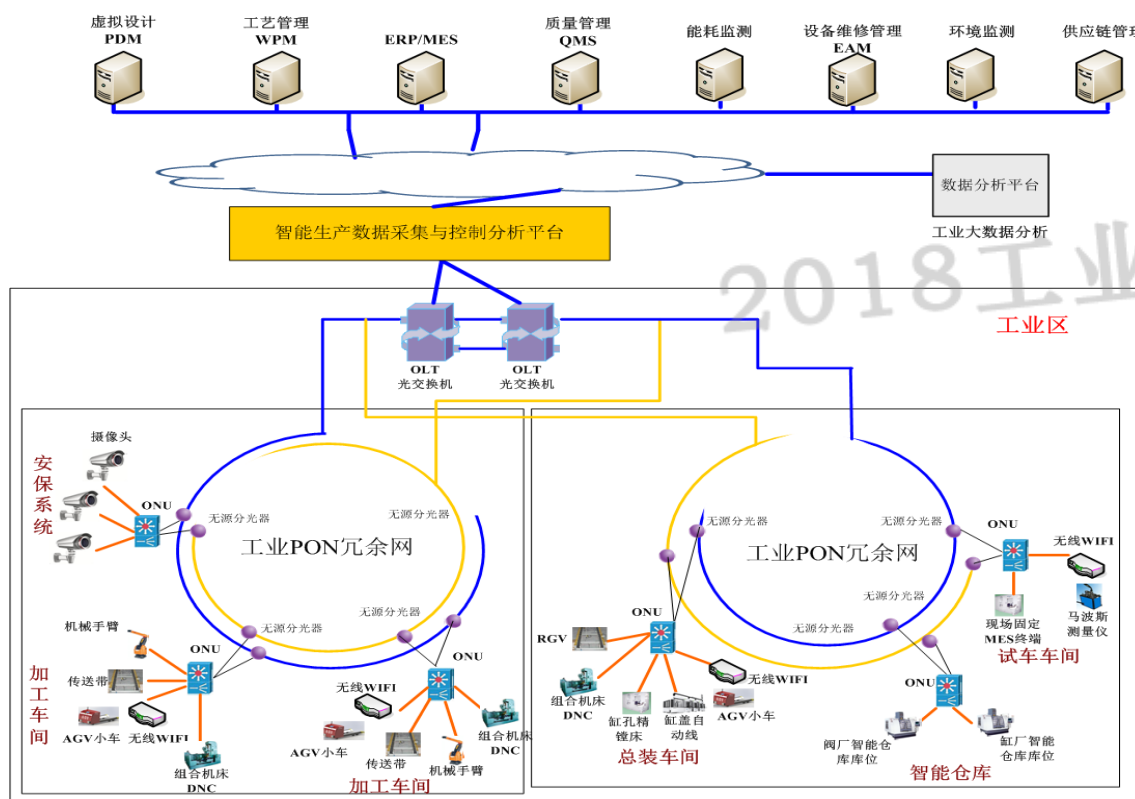 虚拟设计
PDM
工艺管理
WPM
ERP/MES
质量管理
QMS
能耗监测
设备维修管理
EAM
环境监测
供应链管理
数据分析平台
工业大数据分析
智能生产数据采集与控制分析平台
2018工业
工业区
OLT
光交换机
OLT
光交换机
摄像头
安保系统
ONU
无源分光器
无源分光器
工业PON冗余网
无源分光器
无源分光器
机械手臂
ONU
传送带
加工车间
AGV小车
无线WIFI
组合机床
DNC
ONU
无线WIFI
AGV小车
传送带
机械手臂
组合机床
DNC
加工车间
无源分光器
无源分光器
工业PON冗余网
无源分光器
ONU
无线WIFI
现场固定
MES终端
马波斯
测量仪
试车车间
ONU
RGV
组合机床
DNC
缸孔精
镗床
缸盖自
动线
无线WIFI
AGV小车
总装车间
ONU
阀厂智能仓
库库位
缸厂智能
仓库库位
智能仓库